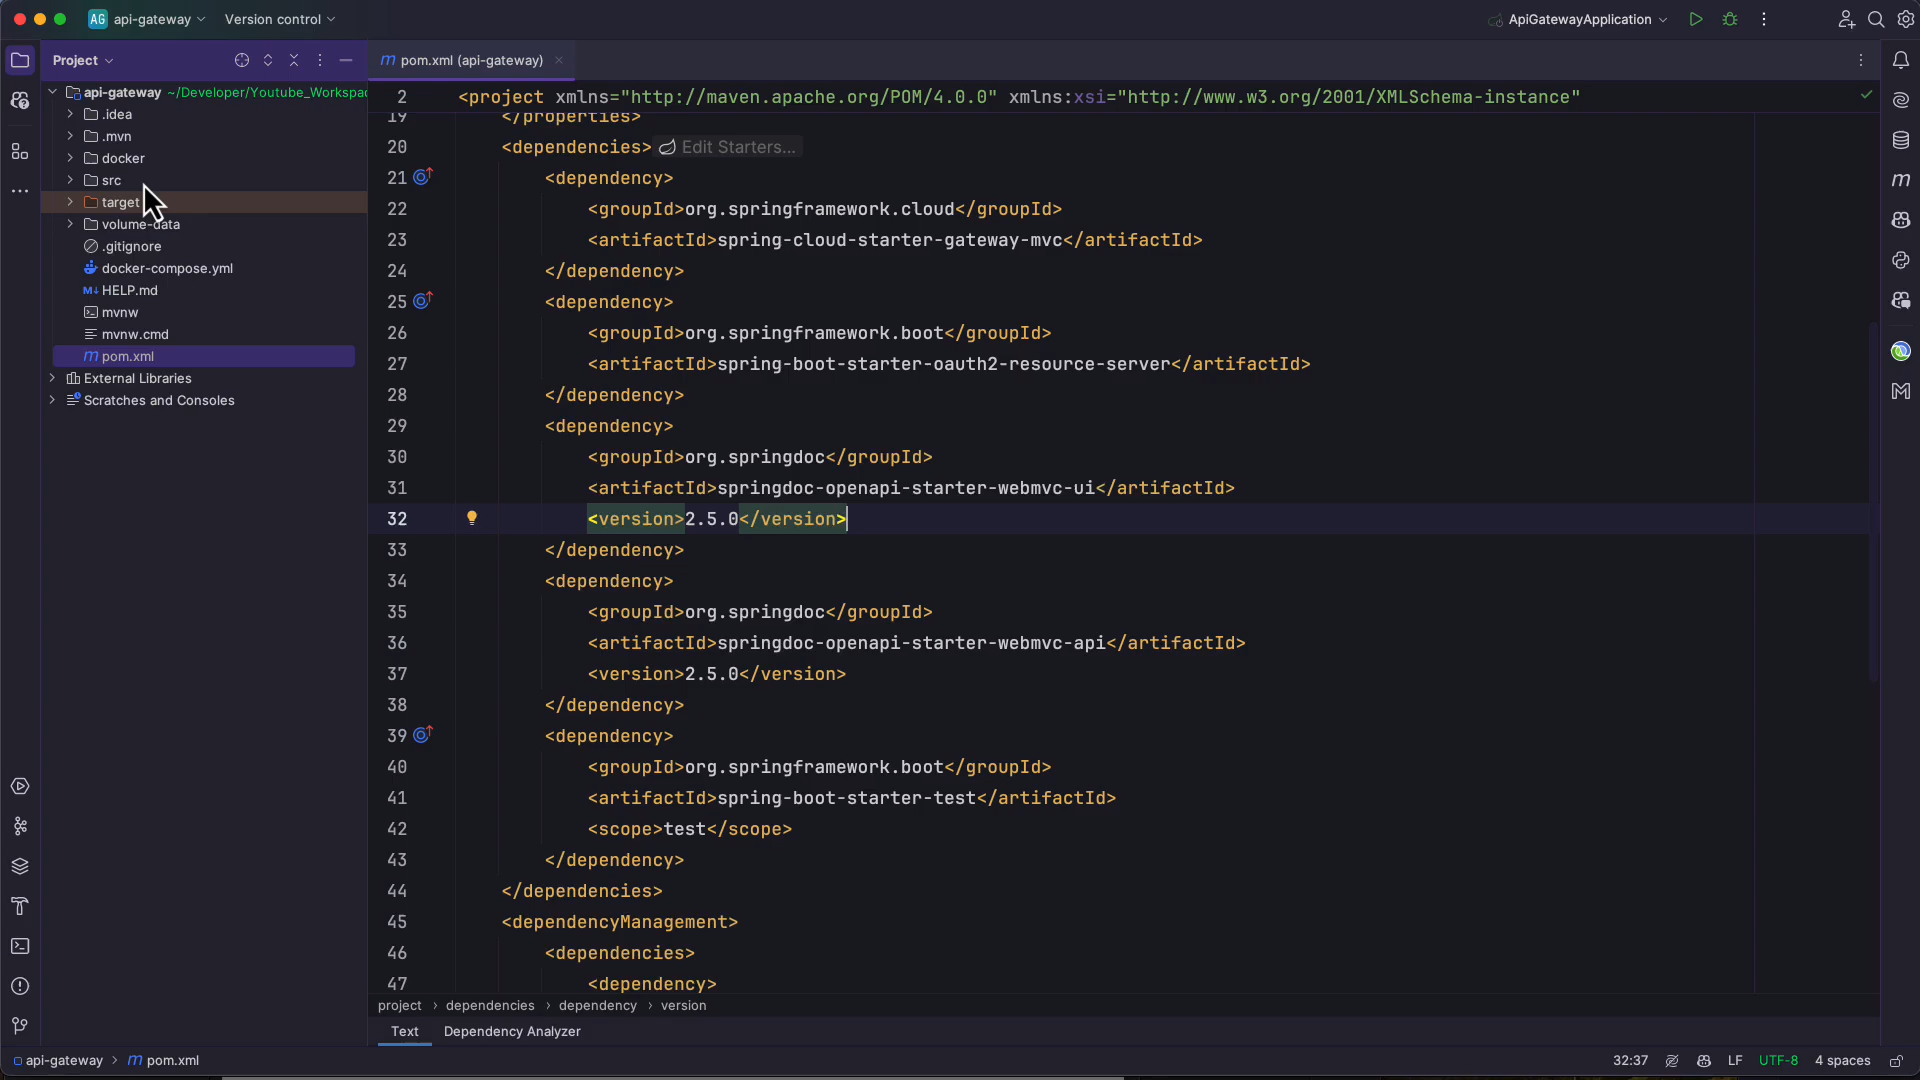 AG api-gateway Version control ApiGatewayApplication
Project
m pom.xml (api-gateway)
api-gateway ~/Developer/Youtube_Workspac
.idea
.mvn
docker
src
target
volume-data
.gitignore
docker-compose.yml
M↓ HELP.md
mvnw
mvnw.cmd
m pom.xml
External Libraries
Scratches and Consoles
2 <project xmlns="http://maven.apache.org/POM/4.0.0" xmlns:xsi="http://www.w3.org/2001/XMLSchema-instance"
19 </properties>
20 <dependencies> Edit Starters...
21 <dependency>
22 <groupId>org.springframework.cloud</groupId>
23 <artifactId>spring-cloud-starter-gateway-mvc</artifactId>
24 </dependency>
25 <dependency>
26 <groupId>org.springframework.boot</groupId>
27 <artifactId>spring-boot-starter-oauth2-resource-server</artifactId>
28 </dependency>
29 <dependency>
30 <groupId>org.springdoc</groupId>
31 <artifactId>springdoc-openapi-starter-webmvc-ui</artifactId>
32 <version>2.5.0</version>
33 </dependency>
34 <dependency>
35 <groupId>org.springdoc</groupId>
36 <artifactId>springdoc-openapi-starter-webmvc-api</artifactId>
37 <version>2.5.0</version>
38 </dependency>
39 <dependency>
40 <groupId>org.springframework.boot</groupId>
41 <artifactId>spring-boot-starter-test</artifactId>
42 <scope>test</scope>
43 </dependency>
44 </dependencies>
45 <dependencyManagement>
46 <dependencies>
47 <dependency>
project › dependencies › dependency › version
Text Dependency Analyzer
api-gateway › m pom.xml 32:37 LF UTF-8 4 spaces